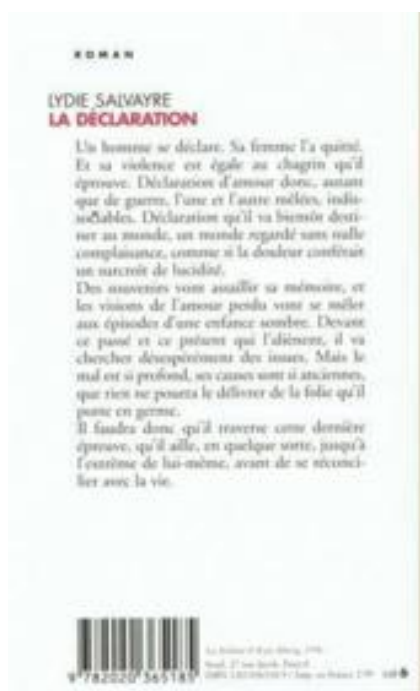 ROMAN
LYDIE SALVAYRE
LA DÉCLARATION
Un homme se déclare. Sa femme l'a quitté.
Et sa violence est égale au chagrin qu'il
éprouve. Déclaration d'amour donc, autant
que de guerre, l'une et l'autre mêlées, indis-
sociables. Déclaration qu'il va bientôt desti-
ner au monde, un monde regardé sans nulle
complaisance, comme si la douleur conférait
un surcroît de lucidité.
Des souvenirs vont assaillir sa mémoire, et
les visions de l'amour perdu vont se mêler
aux épisodes d'une enfance sombre. Devant
ce passé et ce présent qui l'aliènent, il va
chercher désespérément des issues. Mais le
mal est si profond, ses causes sont si anciennes,
que rien ne pourra le délivrer de la folie qu'il
porte en germe.
Il faudra donc qu'il traverse cette dernière
épreuve, qu'il aille, en quelque sorte, jusqu'à
l'extrême de lui-même, avant de se réconci-
lier avec la vie.
9 782020 365185